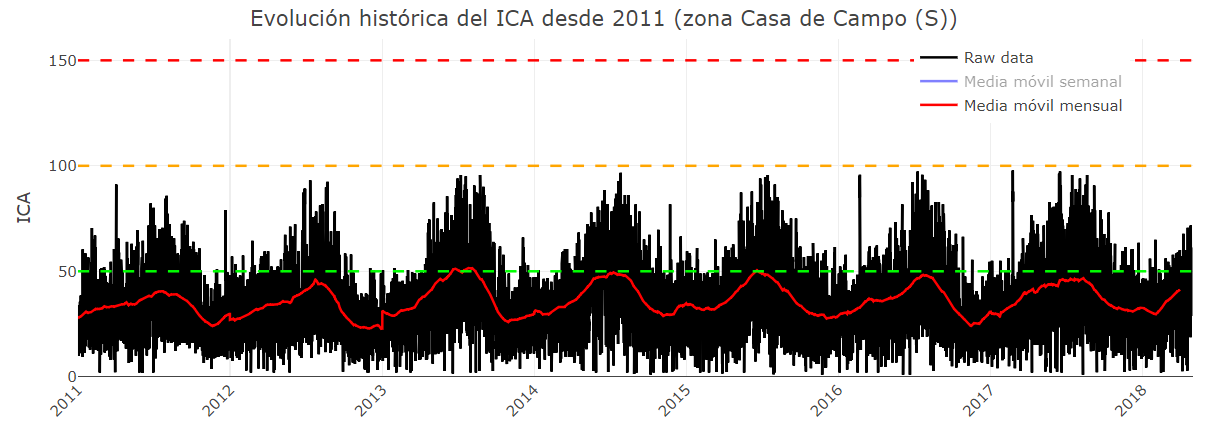 Evolución histórica del ICA desde 2011 (zona Casa de Campo (S))
Raw data
Media móvil semanal
Media móvil mensual
150
100
50
0
ICA
2011 2012 2013 2014 2015 2016 2017 2018